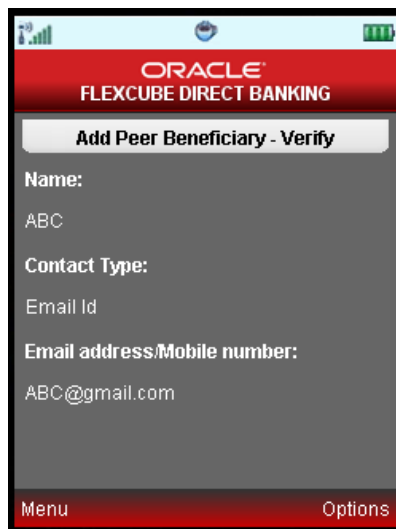 ORACLE
FLEXCUBE DIRECT BANKING
Add Peer Beneficiary - Verify
Name:
ABC
Contact Type:
Email Id
Email address/Mobile number:
ABC@gmail.com
Menu Options